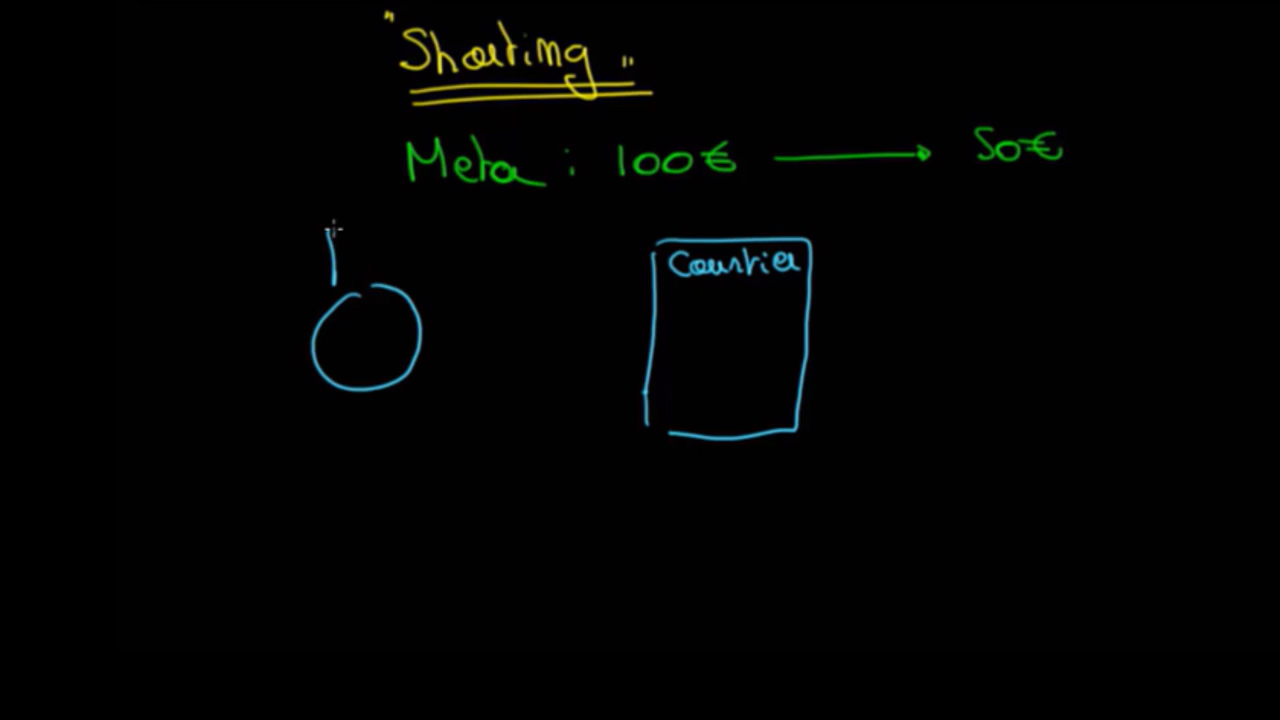 "Shorting"
Meta : 100€ → 50€
Courtier